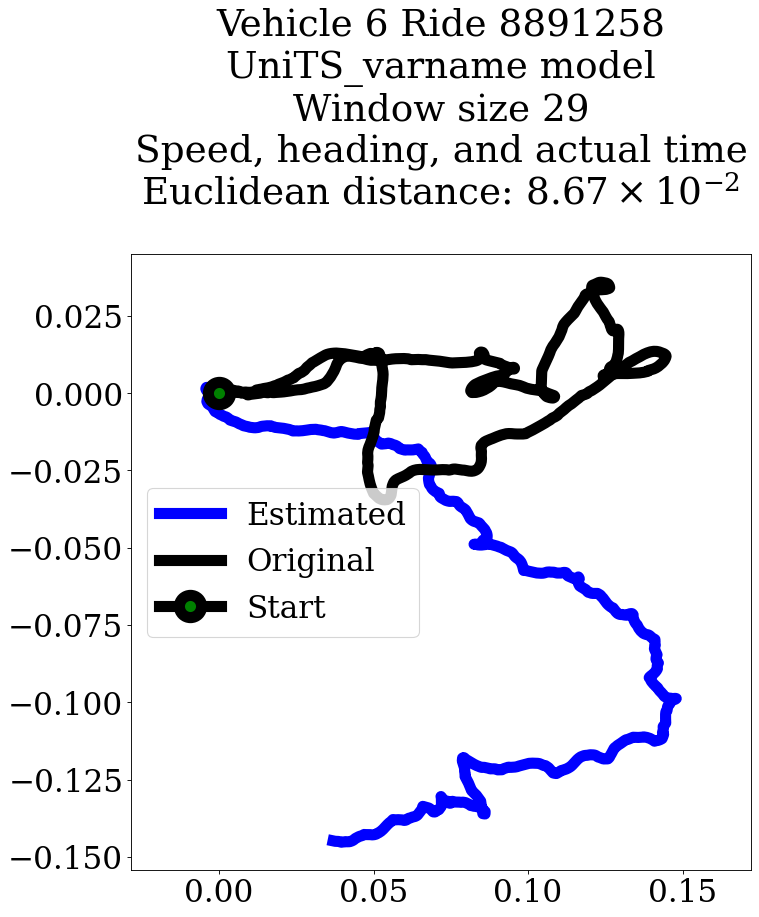 Vehicle 6 Ride 8891258
UniTS_varname model
Window size 29
Speed, heading, and actual time
Euclidean distance: 8.67 × 10⁻²
0.025
0.000
−0.025
−0.050
−0.075
−0.100
−0.125
−0.150
Estimated
Original
Start
0.00 0.05 0.10 0.15